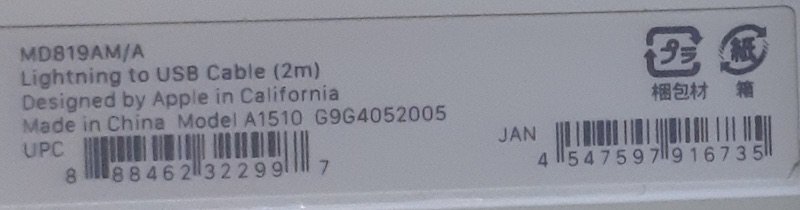 MD819AM/A
Lightning to USB Cable (2m)
Designed by Apple in California
Made in China Model A1510 G9G4052005
UPC
8 88462 32299 7
プラ
梱包材
紙
箱
JAN
4 547597 916735